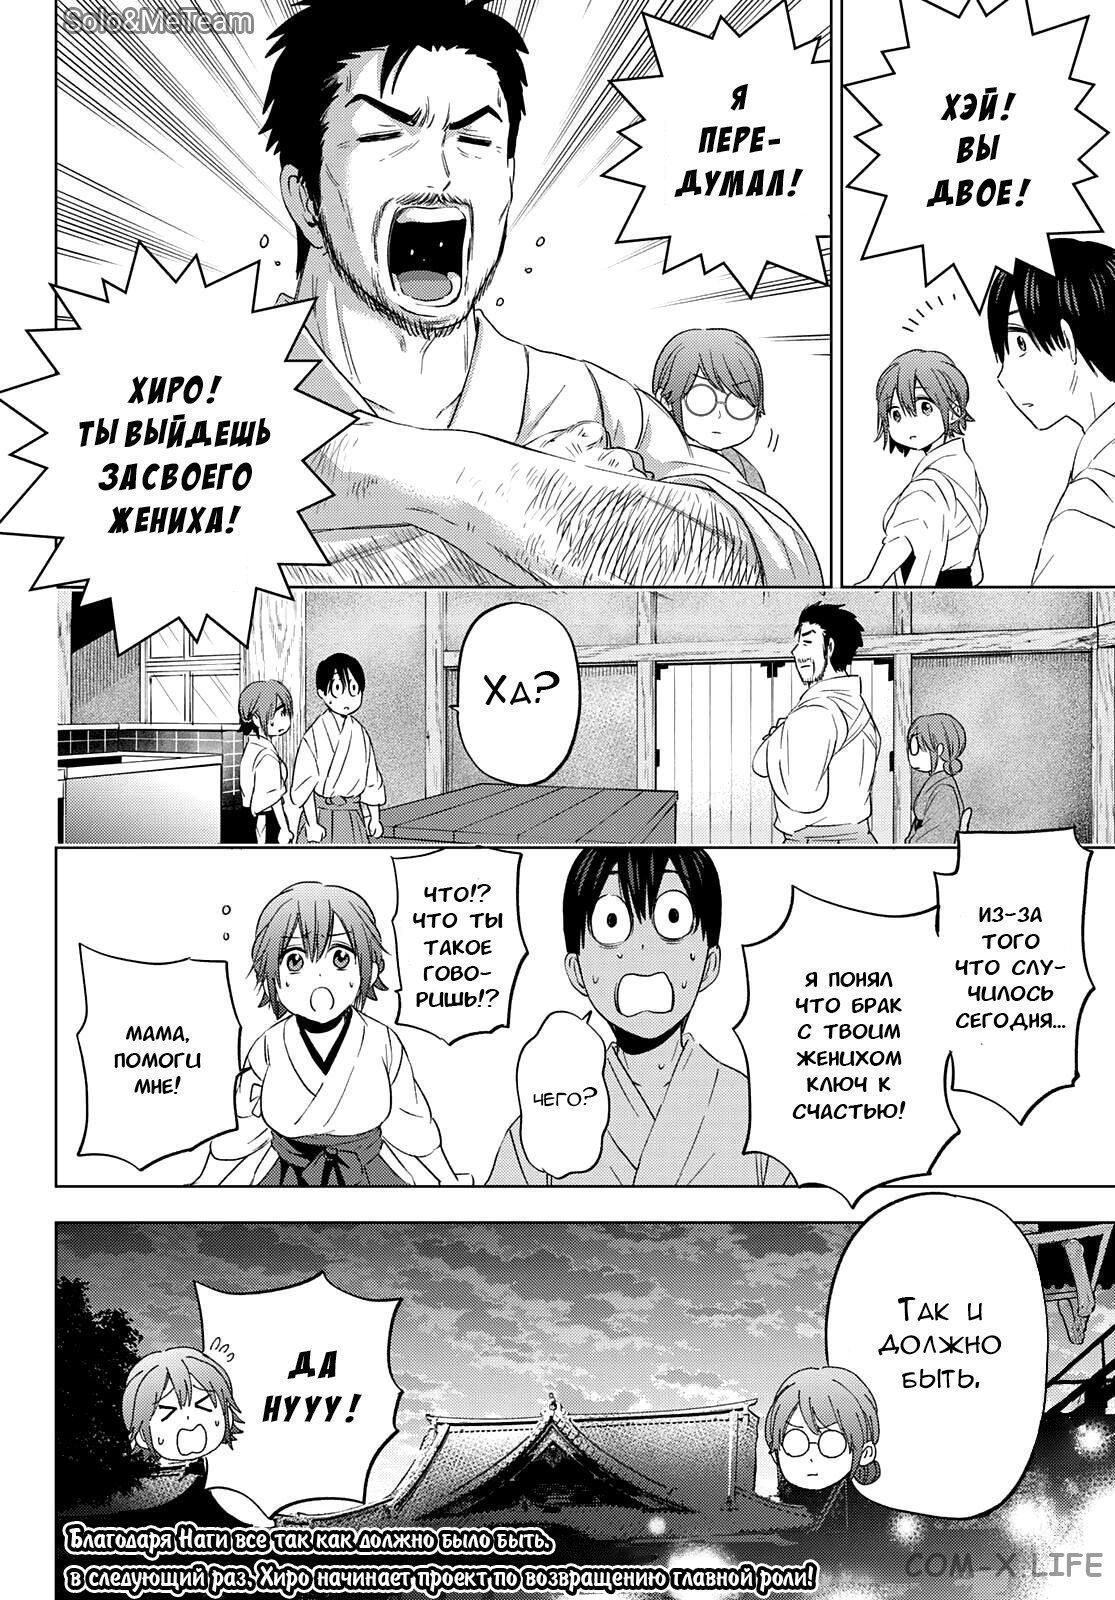 Solo&MeTeam
ХЭЙ!
ВЫ
ДВОЕ!
Я
ПЕРЕ-
ДУМАЛ!
ХИРО!
ТЫ ВЫЙДЕШЬ
ЗА СВОЕГО
ЖЕНИХА!
ХА?
ИЗ-ЗА
ТОГО
ЧТО СЛУ-
ЧИЛОСЬ
СЕГОДНЯ...
Я ПОНЯЛ
ЧТО БРАК
С ТВОИМ
ЖЕНИХОМ
КЛЮЧ К
СЧАСТЬЮ!
ЧЕГО?
ЧТО!?
ЧТО ТЫ
ТАКОЕ
ГОВО-
РИШЬ!?
МАМА,
ПОМОГИ
МНЕ!
ТАК И
ДОЛЖНО
БЫТЬ.
ДА
НУУУ!
Благодаря Наги все так как должно было быть.
в следующий раз. Хиро начинает проект по возвращению главной роли!
COM-X.LIFE